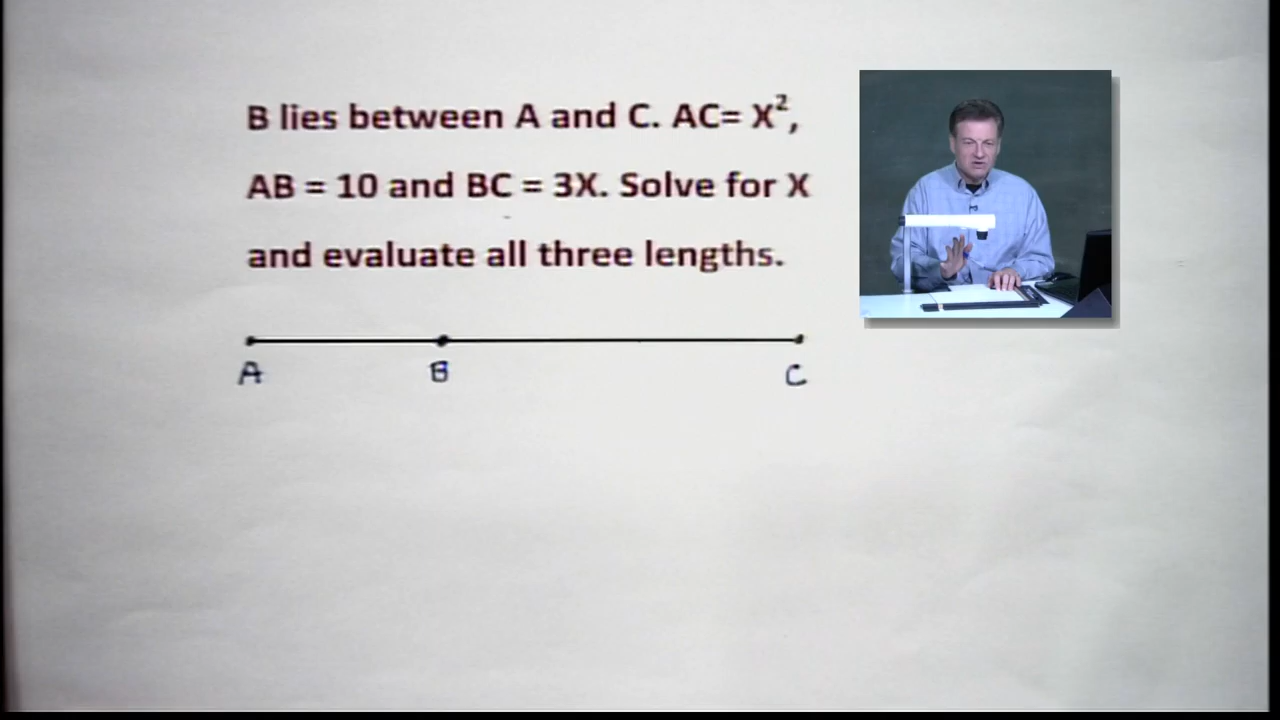 B lies between A and C. AC= X²,
AB = 10 and BC = 3X. Solve for X
and evaluate all three lengths.
A B C